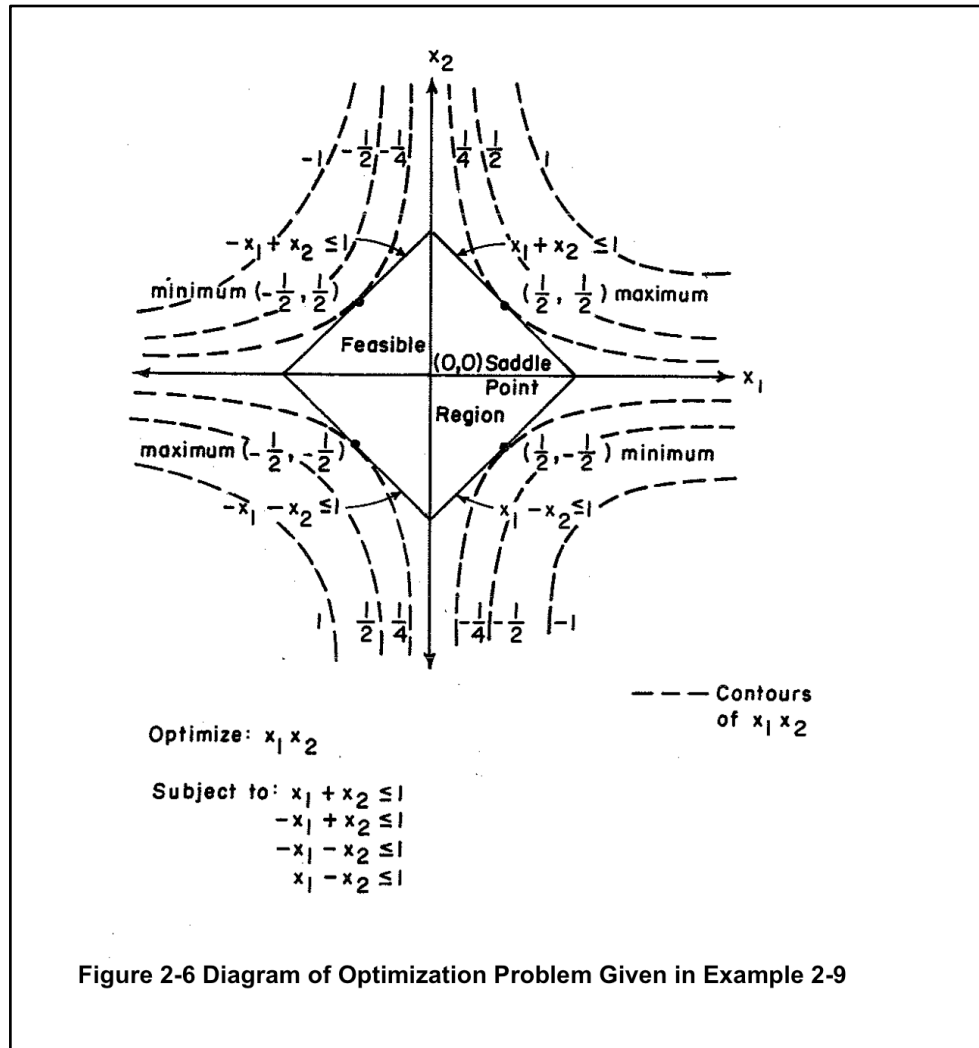 x₂
-1 -1/2 -1/4 1/4 1/2 1
-x₁ + x₂ ≤ 1 x₁ + x₂ ≤ 1
minimum (-1/2, 1/2) (1/2, 1/2) maximum
Feasible (0,0) Saddle
x₁
Point
Region
maximum (-1/2, -1/2) (1/2, -1/2) minimum
-x₁ - x₂ ≤ 1 x₁ - x₂ ≤ 1
1 1/2 1/4 -1/4 -1/2 -1
Contours
of x₁ x₂
Optimize: x₁ x₂
Subject to: x₁ + x₂ ≤ 1
-x₁ + x₂ ≤ 1
-x₁ - x₂ ≤ 1
x₁ - x₂ ≤ 1
Figure 2-6 Diagram of Optimization Problem Given in Example 2-9